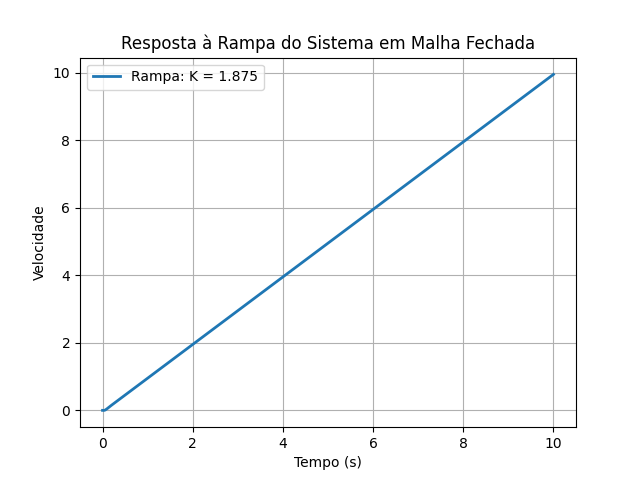 Resposta à Rampa do Sistema em Malha Fechada
Rampa: K = 1.875
10
8
6
4
2
0
Velocidade
0 2 4 6 8 10
Tempo (s)